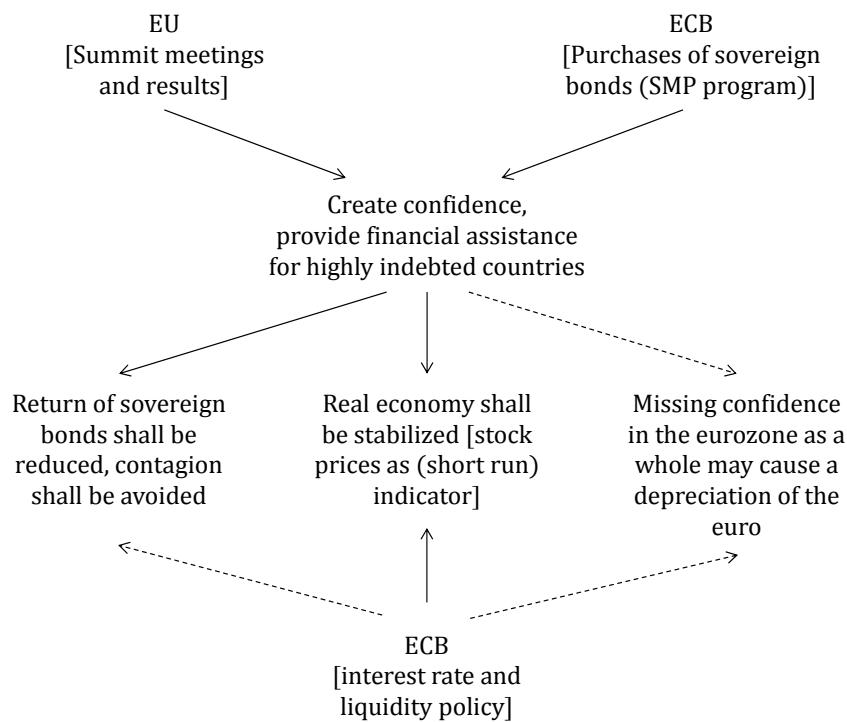 EU
[Summit meetings
and results]
ECB
[Purchases of sovereign
bonds (SMP program)]
Create confidence,
provide financial assistance
for highly indebted countries
Return of sovereign
bonds shall be
reduced, contagion
shall be avoided
Real economy shall
be stabilized [stock
prices as (short run)
indicator]
Missing confidence
in the eurozone as a
whole may cause a
depreciation of the
euro
ECB
[interest rate and
liquidity policy]